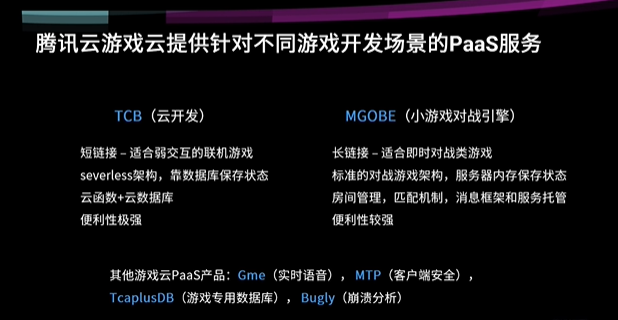 腾讯云游戏云提供针对不同游戏开发场景的PaaS服务
TCB（云开发）
短链接 – 适合弱交互的联机游戏
severless架构，靠数据库保存状态
云函数+云数据库
便利性极强
MGOBE（小游戏对战引擎）
长链接 – 适合即时对战类游戏
标准的对战游戏架构，服务器内存保存状态
房间管理，匹配机制，消息框架和服务托管
便利性较强
其他游戏云PaaS产品：Gme（实时语音），MTP（客户端安全），
TcaplusDB（游戏专用数据库），Bugly（崩溃分析）